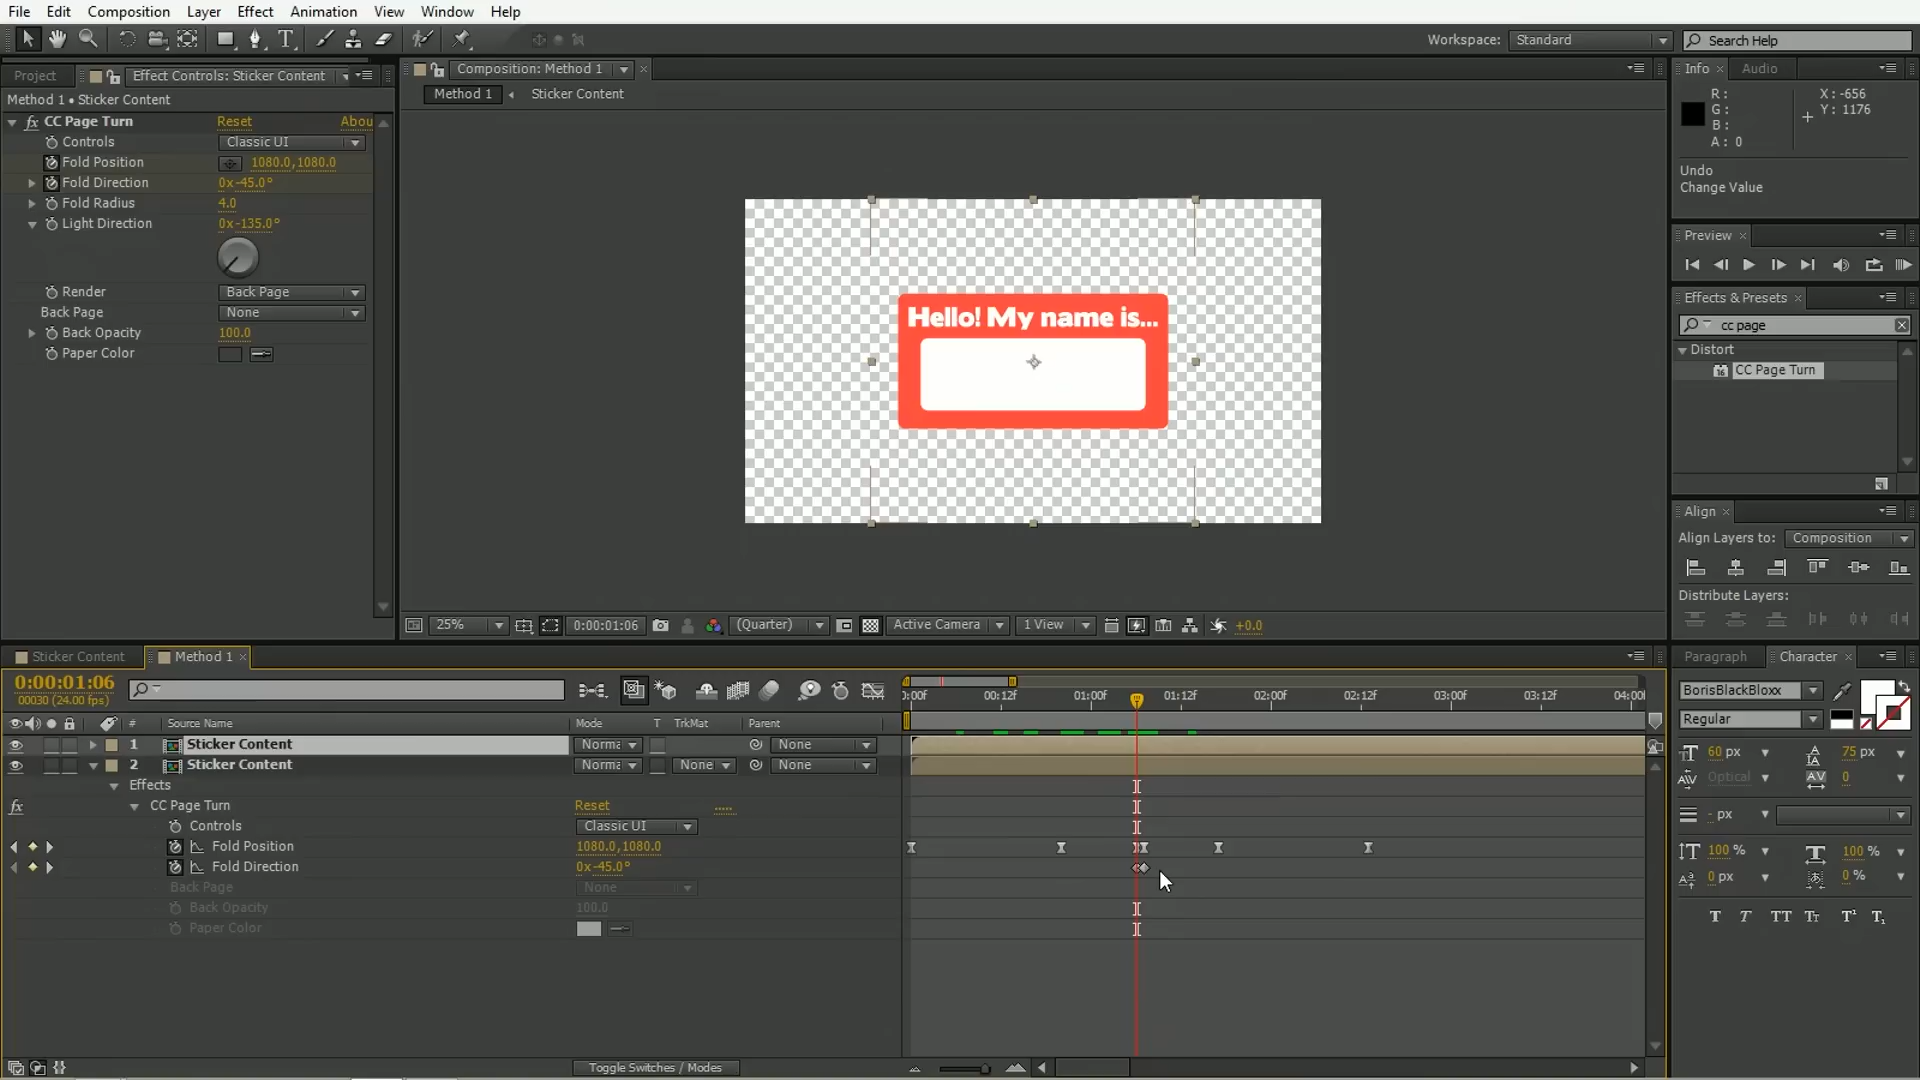 File Edit Composition Layer Effect Animation View Window Help
Workspace: Standard Search Help
Project Effect Controls: Sticker Content
Method 1 • Sticker Content
CC Page Turn Reset Abou
Controls Classic UI
Fold Position 1080.0,1080.0
Fold Direction 0x-45.0°
Fold Radius 4.0
Light Direction 0x-135.0°
Render Back Page
Back Page None
Back Opacity 100.0
Paper Color
Composition: Method 1
Method 1 Sticker Content
Hello! My name is...
25% 0:00:01:06 (Quarter) Active Camera 1 View +0.0
Info Audio
R: X: -656
G: Y: 1176
B:
A: 0
Undo
Change Value
Preview
Effects & Presets
cc page
Distort
CC Page Turn
Align
Align Layers to: Composition
Distribute Layers:
Sticker Content Method 1
0:00:01:06
00030 (24.00 fps)
):00f 00:12f 01:00f 01:12f 02:00f 02:12f 03:00f 03:12f 04:00
# Source Name Mode T TrkMat Parent
1 Sticker Content Norma None
2 Sticker Content Norma None None
Effects
CC Page Turn Reset .....
Controls Classic UI
Fold Position 1080.0,1080.0
Fold Direction 0x-45.0°
Back Page None
Back Opacity 100.0
Paper Color
Toggle Switches / Modes
Paragraph Character
BorisBlackBloxx
Regular
60 px 75 px
Optical 0
- px
100 % 100 %
0 px 0 %